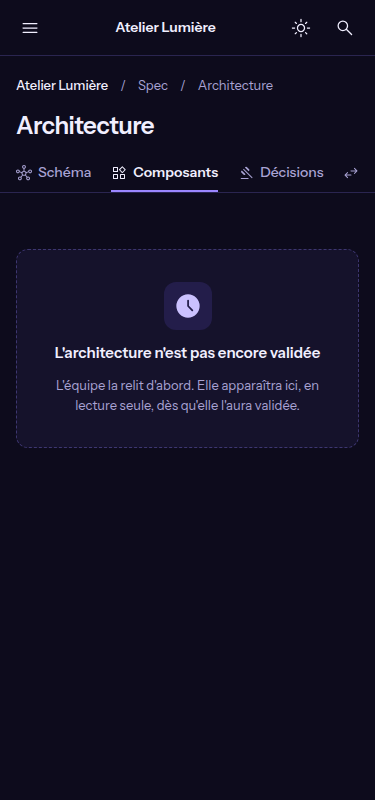 Atelier Lumière
Atelier Lumière / Spec / Architecture
Architecture
Schéma Composants Décisions
L'architecture n'est pas encore validée
L'équipe la relit d'abord. Elle apparaîtra ici, en
lecture seule, dès qu'elle l'aura validée.